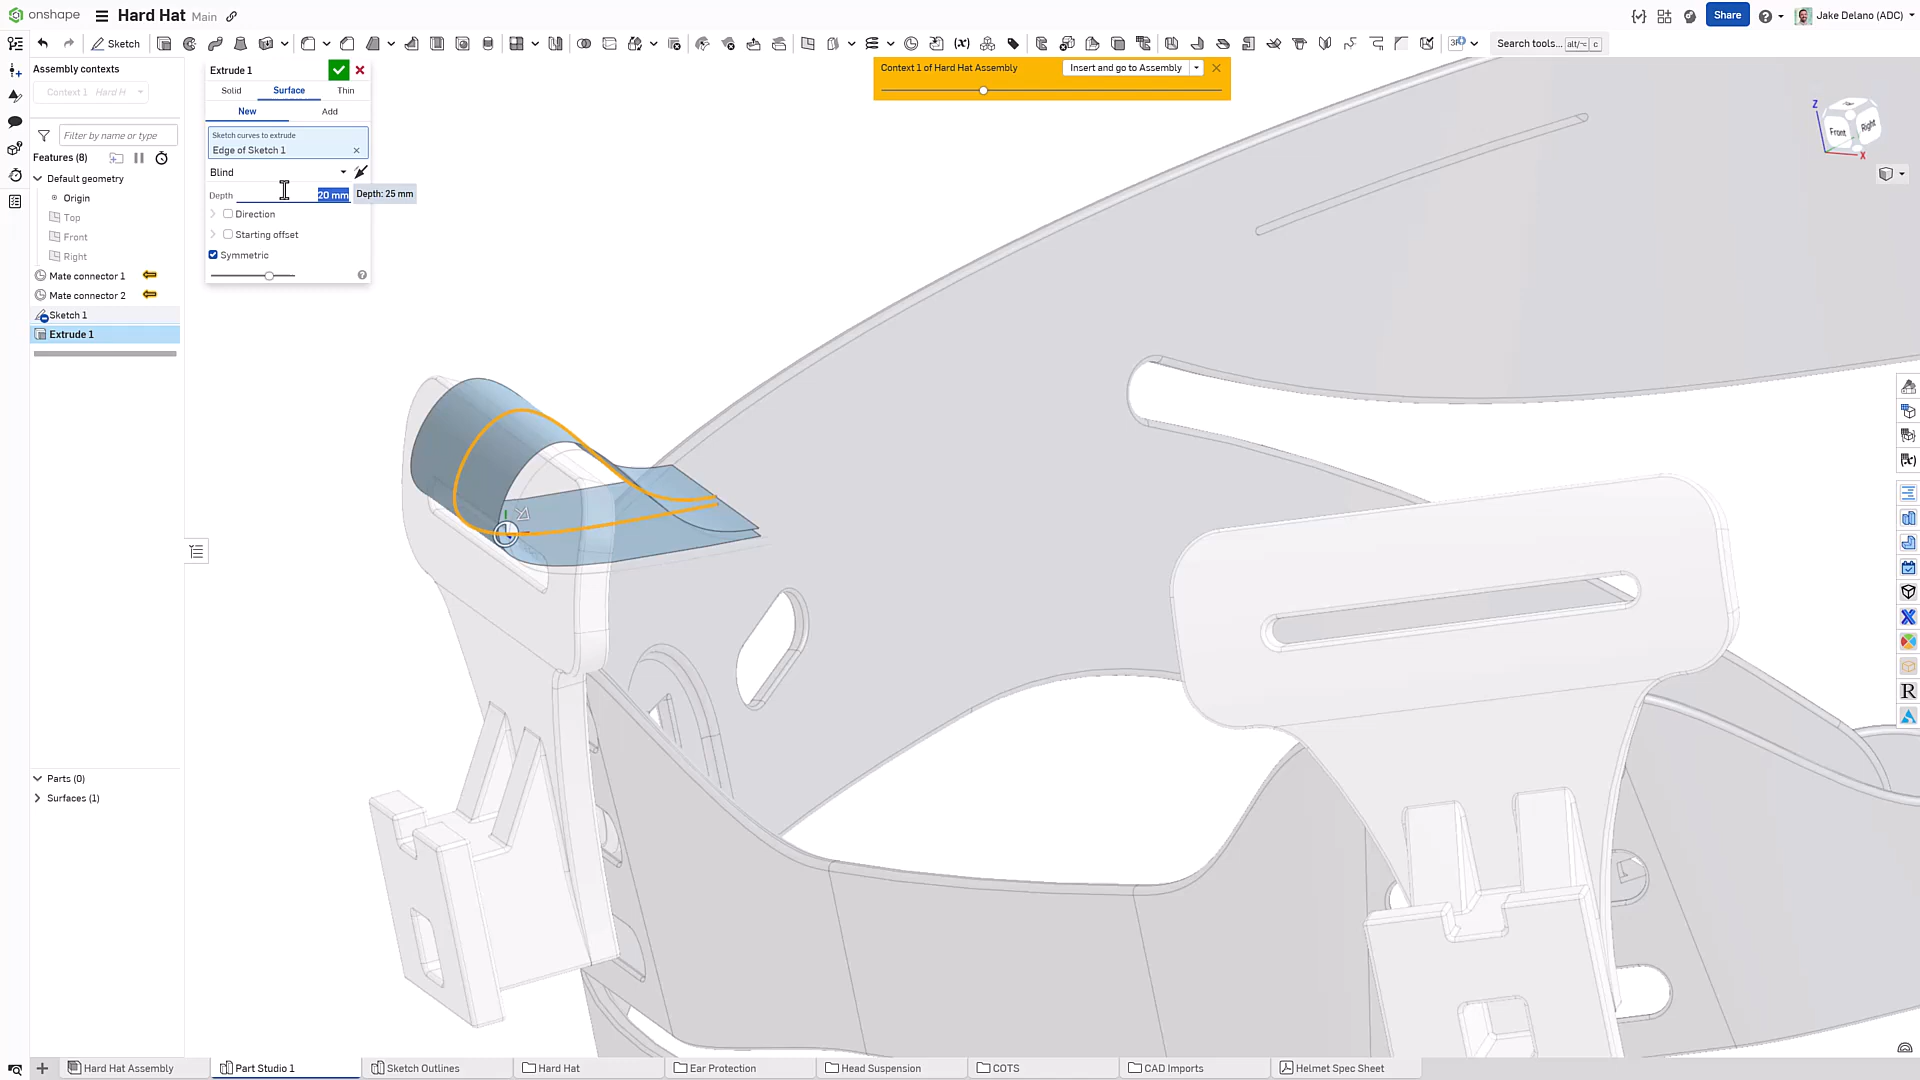 onshape
Hard Hat Main
Share
Jake Delano (ADC)
Sketch
Search tools... alt/⌥ c
Assembly contexts
Context 1 Hard H
Filter by name or type
Features (8)
Default geometry
Origin
Top
Front
Right
Mate connector 1
Mate connector 2
Sketch 1
Extrude 1
Parts (0)
Surfaces (1)
Extrude 1
Solid Surface Thin
New Add
Sketch curves to extrude
Edge of Sketch 1
Blind
Depth 20 mm Depth: 25 mm
Direction
Starting offset
Symmetric
Context 1 of Hard Hat Assembly Insert and go to Assembly
Z
Front Right
X
Hard Hat Assembly Part Studio 1 Sketch Outlines Hard Hat Ear Protection Head Suspension COTS CAD Imports Helmet Spec Sheet